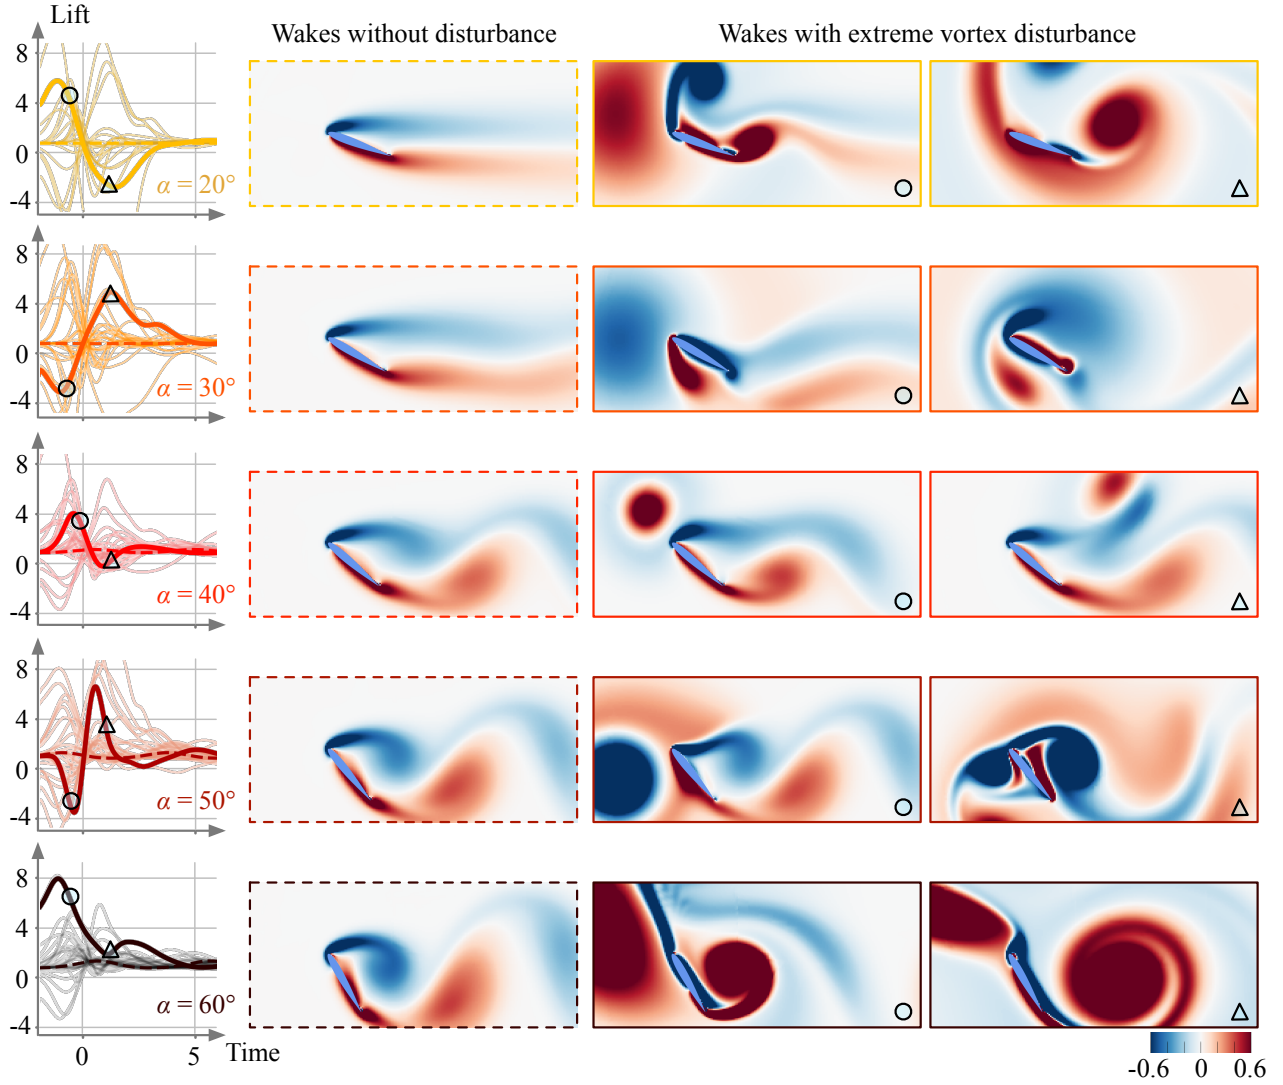 Lift
Wakes without disturbance
Wakes with extreme vortex disturbance
8
4
0
-4
α = 20°
8
4
0
-4
α = 30°
8
4
0
-4
α = 40°
8
4
0
-4
α = 50°
8
4
0
-4
α = 60°
0
5
Time
-0.6
0
0.6